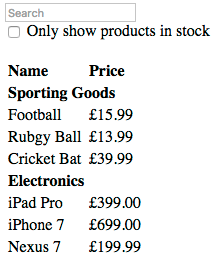 Search
Only show products in stock
Name Price
Sporting Goods
Football £15.99
Rubgy Ball £13.99
Cricket Bat £39.99
Electronics
iPad Pro £399.00
iPhone 7 £699.00
Nexus 7 £199.99